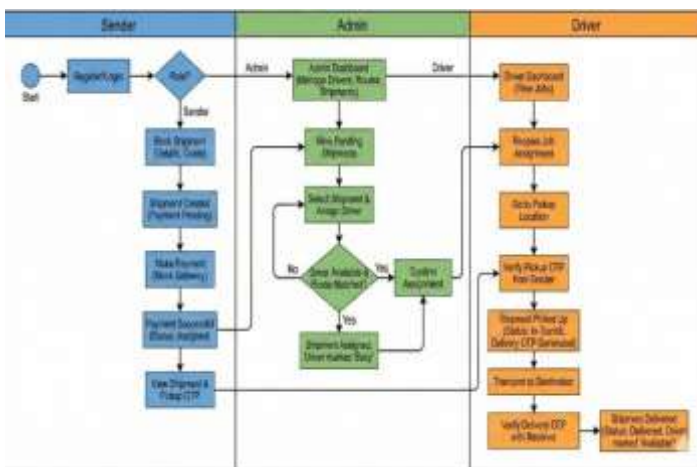 Sender
Admin
Driver
Start
Register/Login
Role?
Admin
Admin Dashboard
(Manage Drivers, Routes,
Shipments)
Driver
Driver Dashboard
(View Jobs)
Sender
Book Shipment
(Details, Goods)
View Pending
Shipments
Receive Job
Assignment
Shipment Created
(Payment Pending)
Select Shipment &
Assign Driver
Go to Pickup
Location
Make Payment
(Mock Gateway)
No
Driver Available &
Route Matched?
Yes
Confirm
Assignment
Verify Pickup OTP
from Sender
Payment Successful
(Status: Assigned)
Yes
Shipment Assigned,
Driver marked 'Busy'
Shipment Picked Up
(Status: In-Transit,
Delivery OTP Generated)
View Shipment &
Pickup OTP
Transport to Destination
Verify Delivery OTP
with Receiver
Shipment Delivered
(Status: Delivered, Driver
marked 'Available')